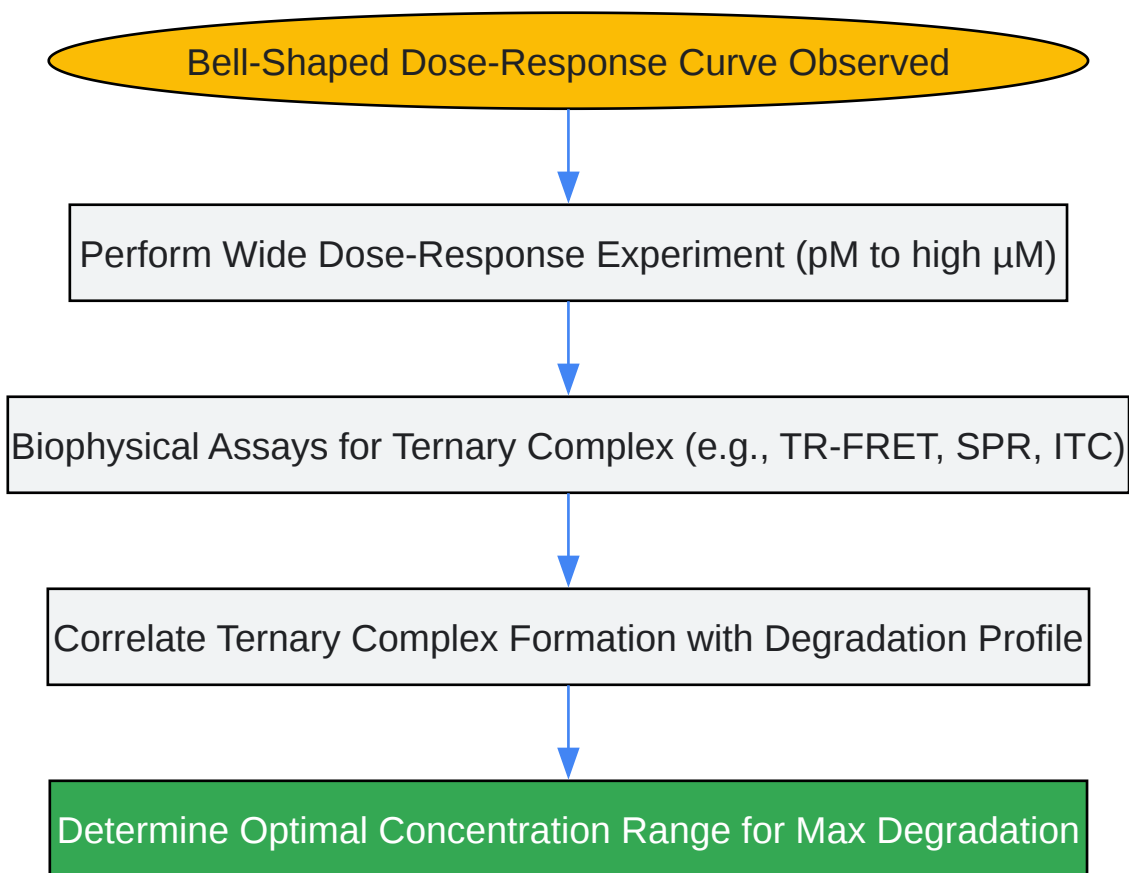 Bell-Shaped Dose-Response Curve Observed
Perform Wide Dose-Response Experiment (pM to high µM)
Biophysical Assays for Ternary Complex (e.g., TR-FRET, SPR, ITC)
Correlate Ternary Complex Formation with Degradation Profile
Determine Optimal Concentration Range for Max Degradation